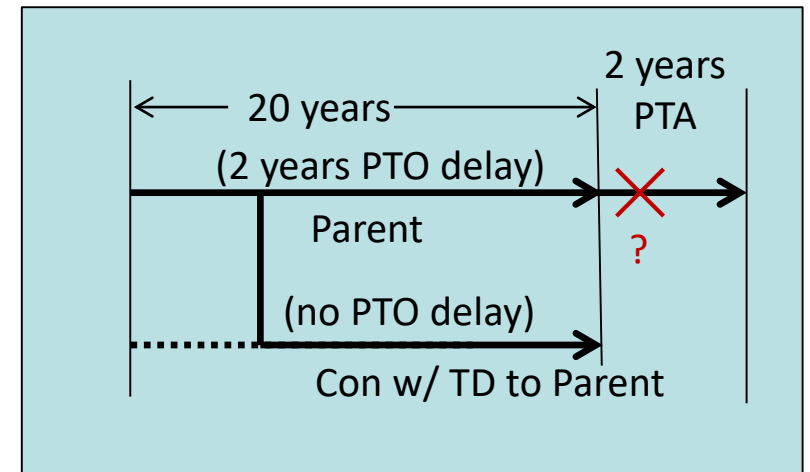 2 years
PTA
20 years
(2 years PTO delay)
Parent
?
(no PTO delay)
Con w/ TD to Parent